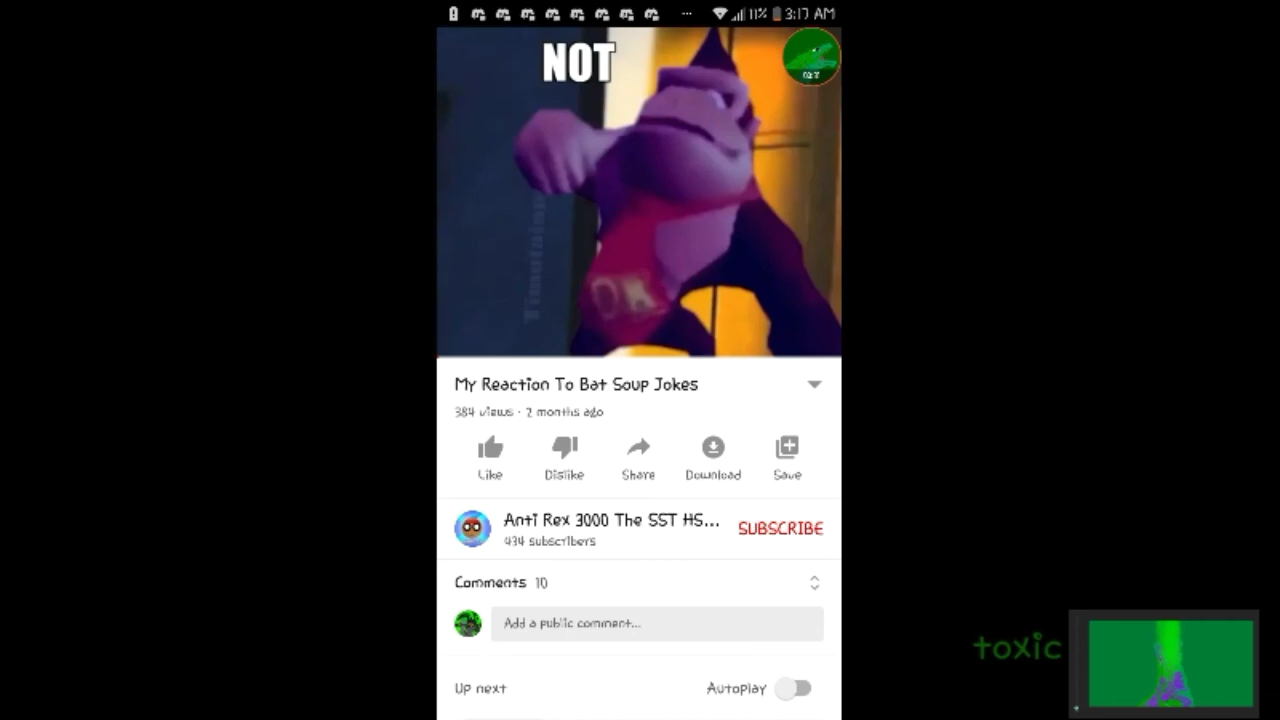 11% 3:17 AM
NOT
DK
My Reaction To Bat Soup Jokes
384 views · 2 months ago
Like Dislike Share Download Save
Anti Rex 3000 The SST HS...
SUBSCRIBE
434 subscribers
Comments 10
Add a public comment...
toxic
Up next Autoplay